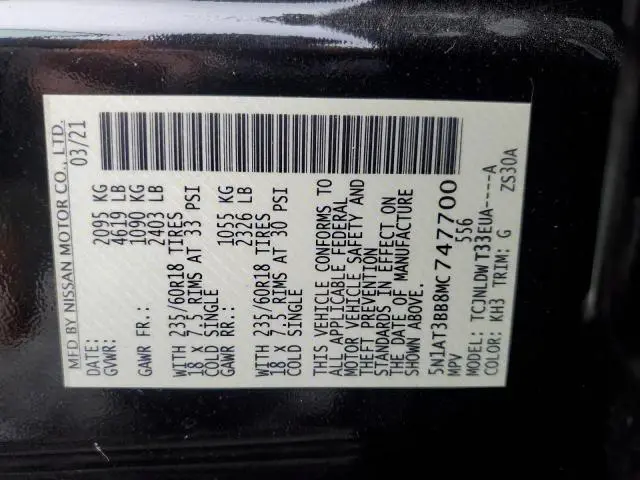 MFD BY NISSAN MOTOR CO., LTD.
DATE: 03/21
GVWR: 2095 KG
4619 LB
GAWR FR.: 1090 KG
2403 LB
WITH 235/60R18 TIRES
18 X 7.5 RIMS AT 33 PSI
COLD SINGLE
GAWR RR.: 1055 KG
2326 LB
WITH 235/60R18 TIRES
18 X 7.5 RIMS AT 30 PSI
COLD SINGLE
THIS VEHICLE CONFORMS TO
ALL APPLICABLE FEDERAL
MOTOR VEHICLE SAFETY AND
THEFT PREVENTION
STANDARDS IN EFFECT ON
THE DATE OF MANUFACTURE
SHOWN ABOVE.
5N1AT3BB8MC747700
MPV 556
MODEL: TCJNLDW T33EUA----A
COLOR: KH3 TRIM: G ZS30A